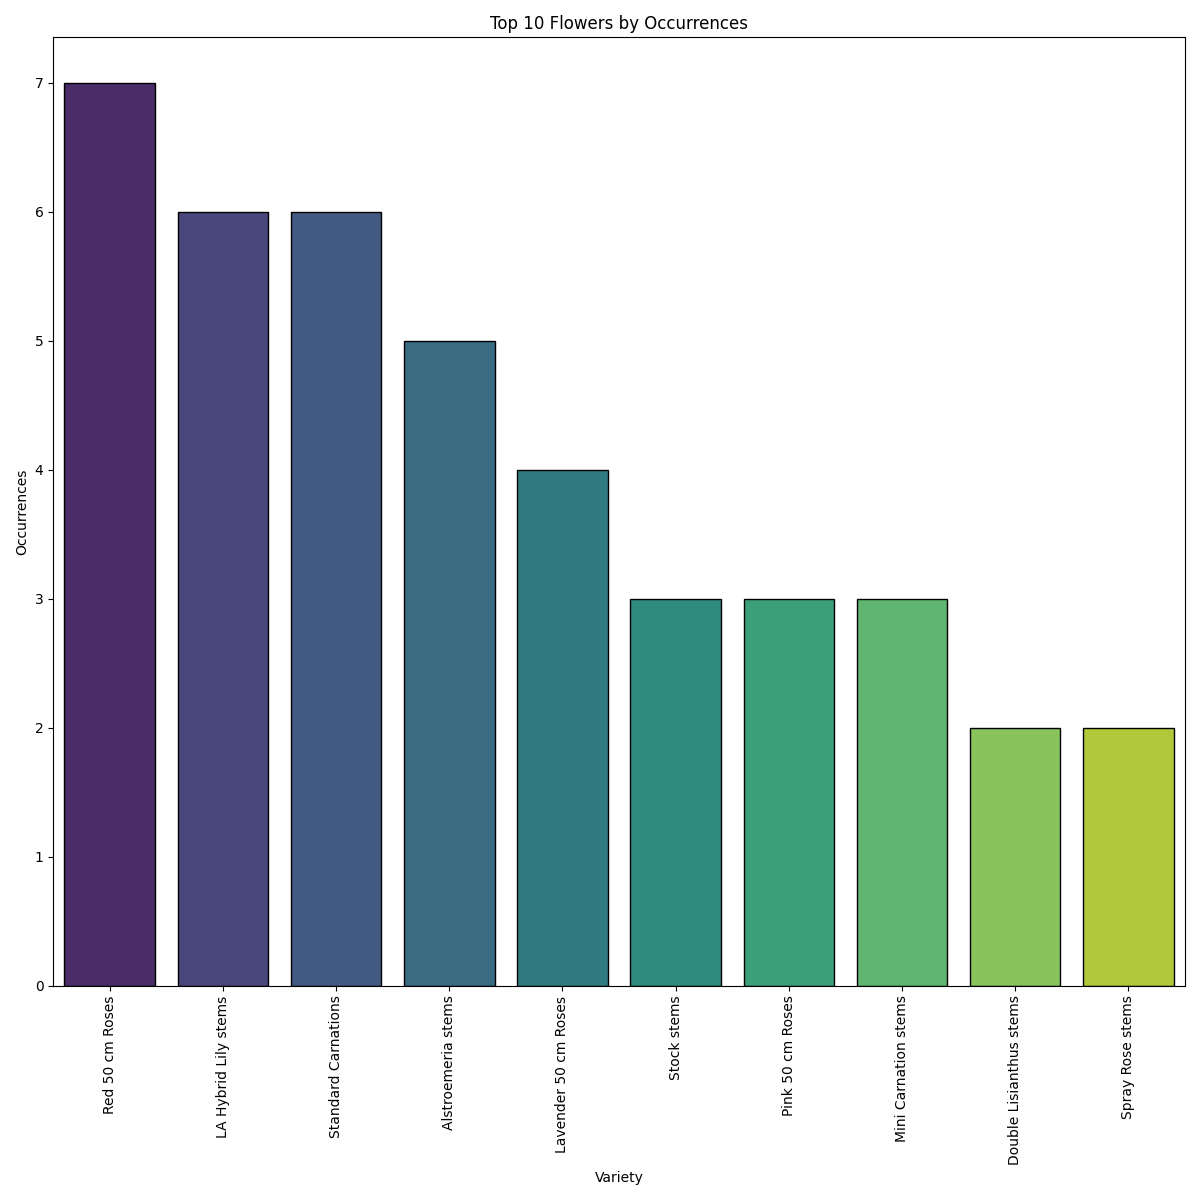 Top 10 Flowers by Occurrences
Occurrences
7
6
5
4
3
2
1
0
Red 50 cm Roses
LA Hybrid Lily stems
Standard Carnations
Alstroemeria stems
Lavender 50 cm Roses
Stock stems
Pink 50 cm Roses
Mini Carnation stems
Double Lisianthus stems
Spray Rose stems
Variety